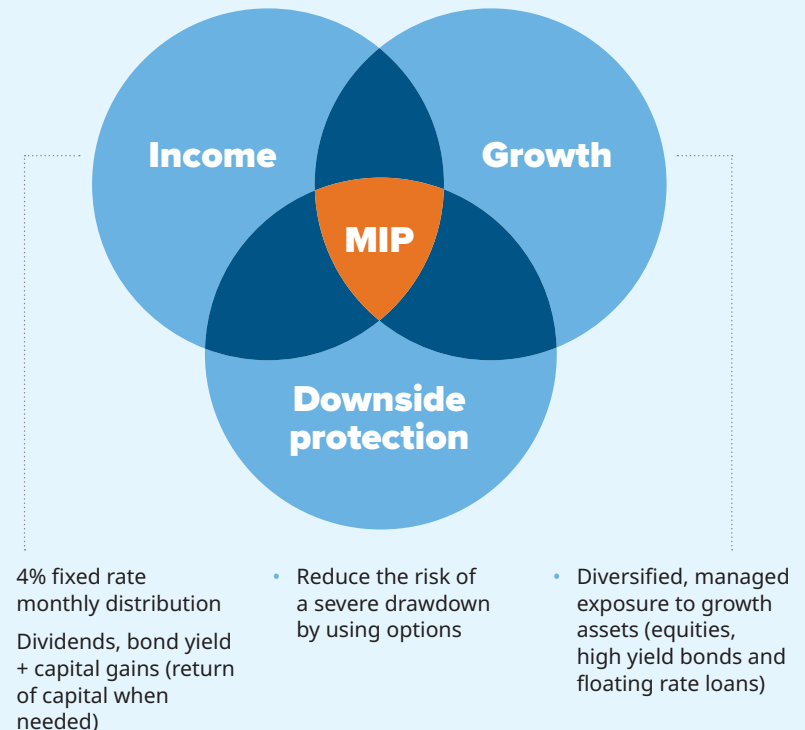 Income
Growth
MIP
Downside
protection
4% fixed rate
monthly distribution
Dividends, bond yield
+ capital gains (return
of capital when
needed)
• Reduce the risk of
a severe drawdown
by using options
• Diversified, managed
exposure to growth
assets (equities,
high yield bonds and
floating rate loans)